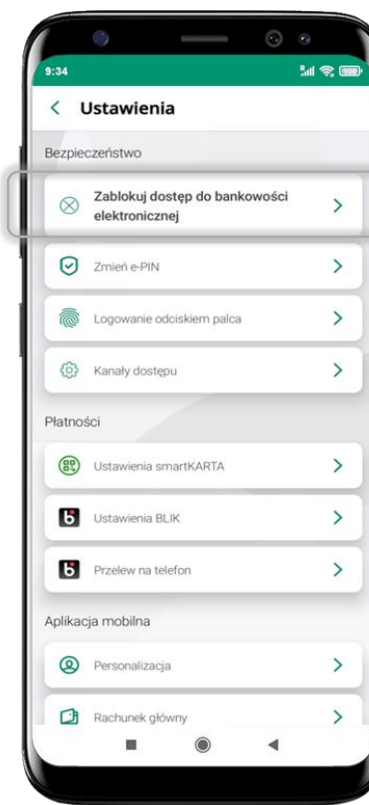 9:34
Ustawienia
Bezpieczeństwo
Zablokuj dostęp do bankowości
elektronicznej
Zmień e-PIN
Logowanie odciskiem palca
Kanały dostępu
Płatności
Ustawienia smartKARTA
Ustawienia BLIK
Przelew na telefon
Aplikacja mobilna
Personalizacja
Rachunek główny